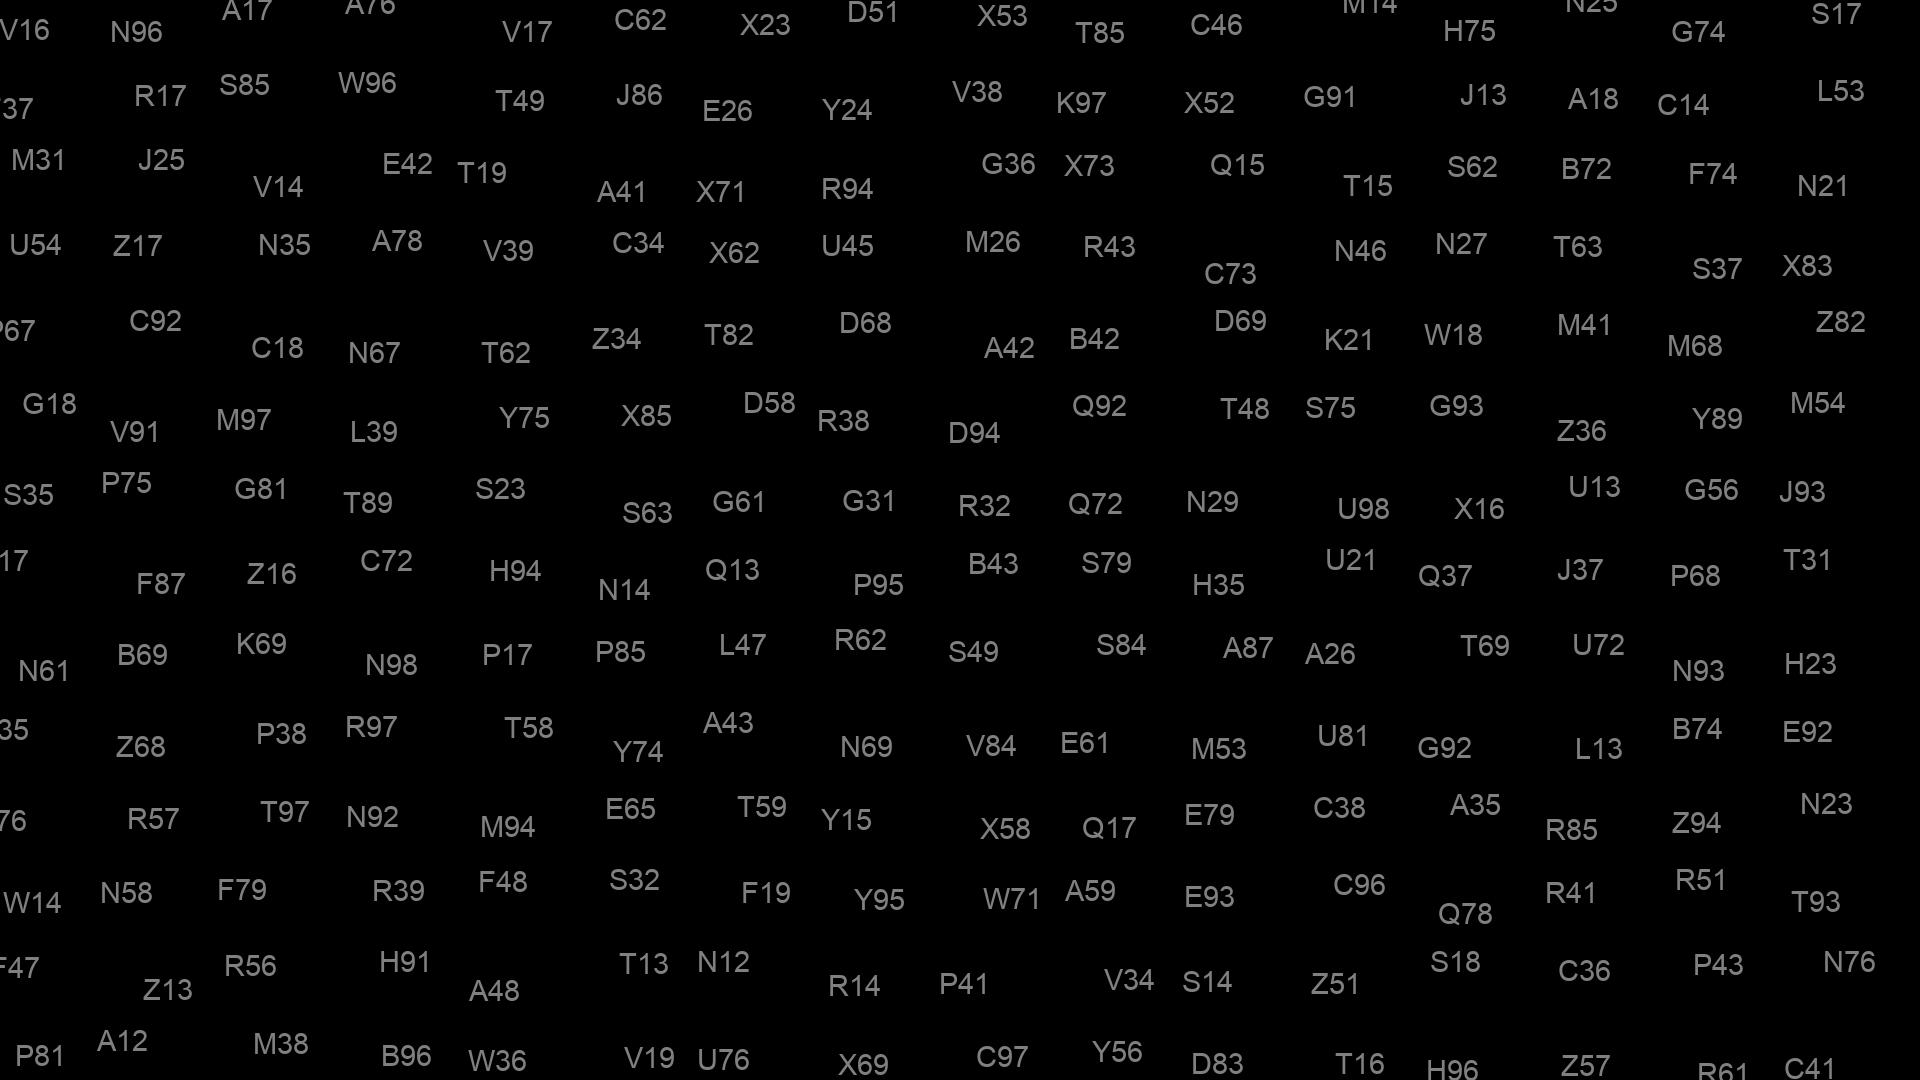 V16 N96 A17 A76 V17 C62 X23 D51 X53 T85 C46 M14 H75 N25 G74 S17
37 R17 S85 W96 T49 J86 E26 Y24 V38 K97 X52 G91 J13 A18 C14 L53
M31 J25 V14 E42 T19 A41 X71 R94 G36 X73 Q15 T15 S62 B72 F74 N21
U54 Z17 N35 A78 V39 C34 X62 U45 M26 R43 C73 N46 N27 T63 S37 X83
P67 C92 C18 N67 T62 Z34 T82 D68 A42 B42 D69 K21 W18 M41 M68 Z82
G18 V91 M97 L39 Y75 X85 D58 R38 D94 Q92 T48 S75 G93 Z36 Y89 M54
S35 P75 G81 T89 S23 S63 G61 G31 R32 Q72 N29 U98 X16 U13 G56 J93
17 F87 Z16 C72 H94 N14 Q13 P95 B43 S79 H35 U21 Q37 J37 P68 T31
N61 B69 K69 N98 P17 P85 L47 R62 S49 S84 A87 A26 T69 U72 N93 H23
35 Z68 P38 R97 T58 Y74 A43 N69 V84 E61 M53 U81 G92 L13 B74 E92
76 R57 T97 N92 M94 E65 T59 Y15 X58 Q17 E79 C38 A35 R85 Z94 N23
W14 N58 F79 R39 F48 S32 F19 Y95 W71 A59 E93 C96 Q78 R41 R51 T93
F47 Z13 R56 H91 A48 T13 N12 R14 P41 V34 S14 Z51 S18 C36 P43 N76
P81 A12 M38 B96 W36 V19 U76 X69 C97 Y56 D83 T16 H96 Z57 R61 C41